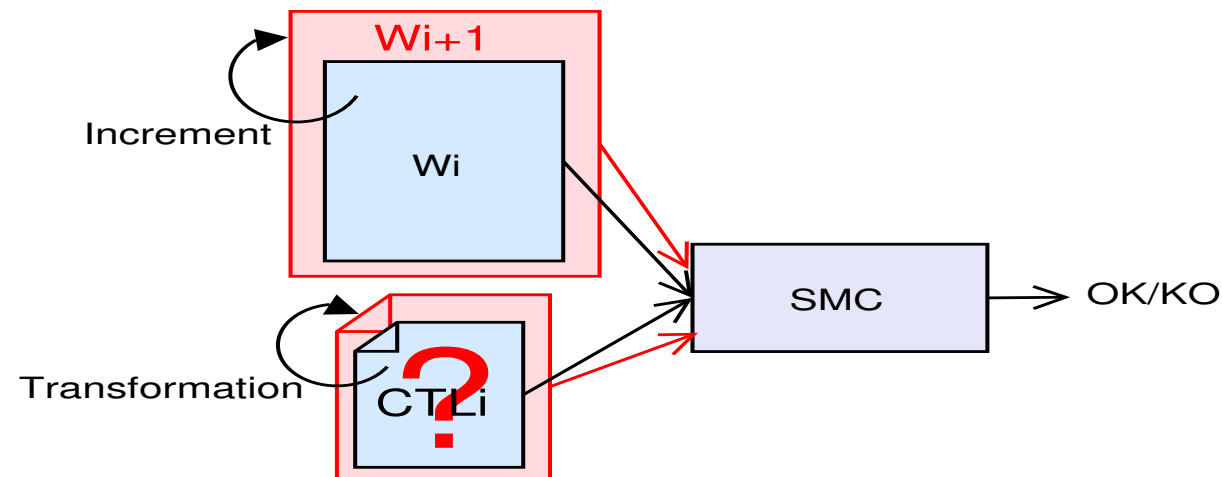 Wi+1
Increment
Wi
SMC
OK/KO
Transformation
CTLi
?